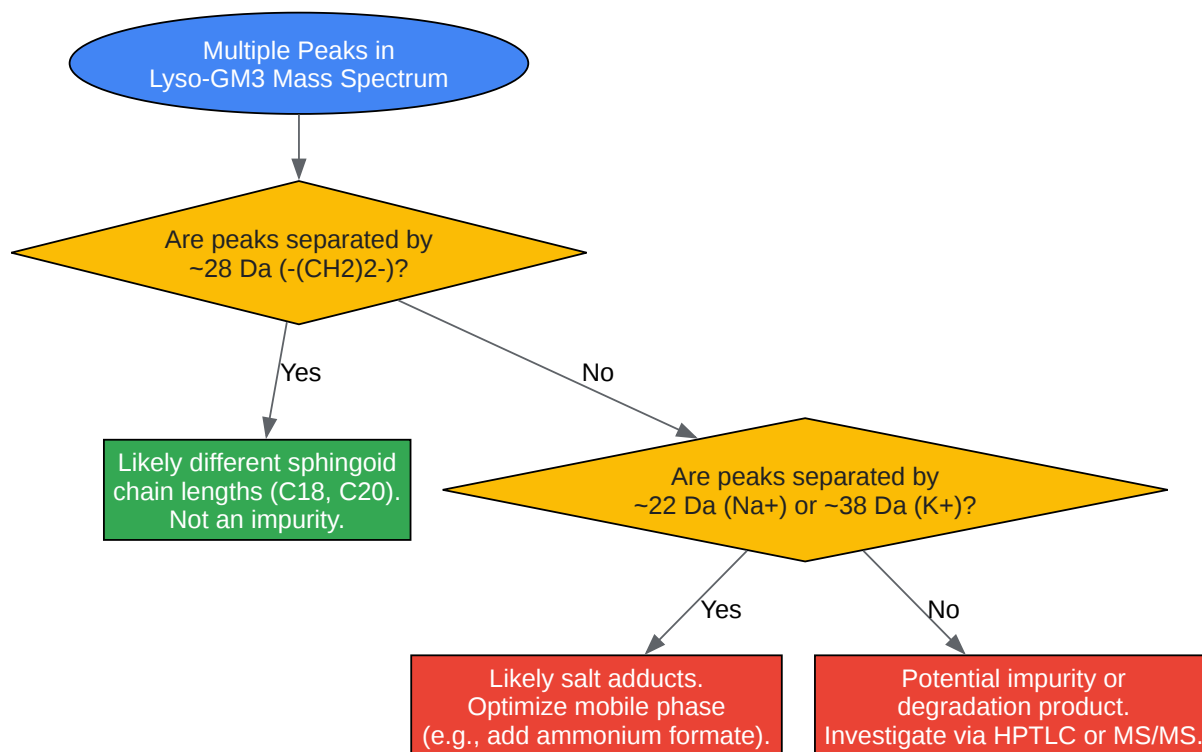 Multiple Peaks in
Lyso-GM3 Mass Spectrum
Are peaks separated by
~28 Da (-(CH2)2-)?
Yes
No
Likely different sphingoid
chain lengths (C18, C20).
Not an impurity.
Are peaks separated by
~22 Da (Na+) or ~38 Da (K+)?
Yes
No
Likely salt adducts.
Optimize mobile phase
(e.g., add ammonium formate).
Potential impurity or
degradation product.
Investigate via HPTLC or MS/MS.